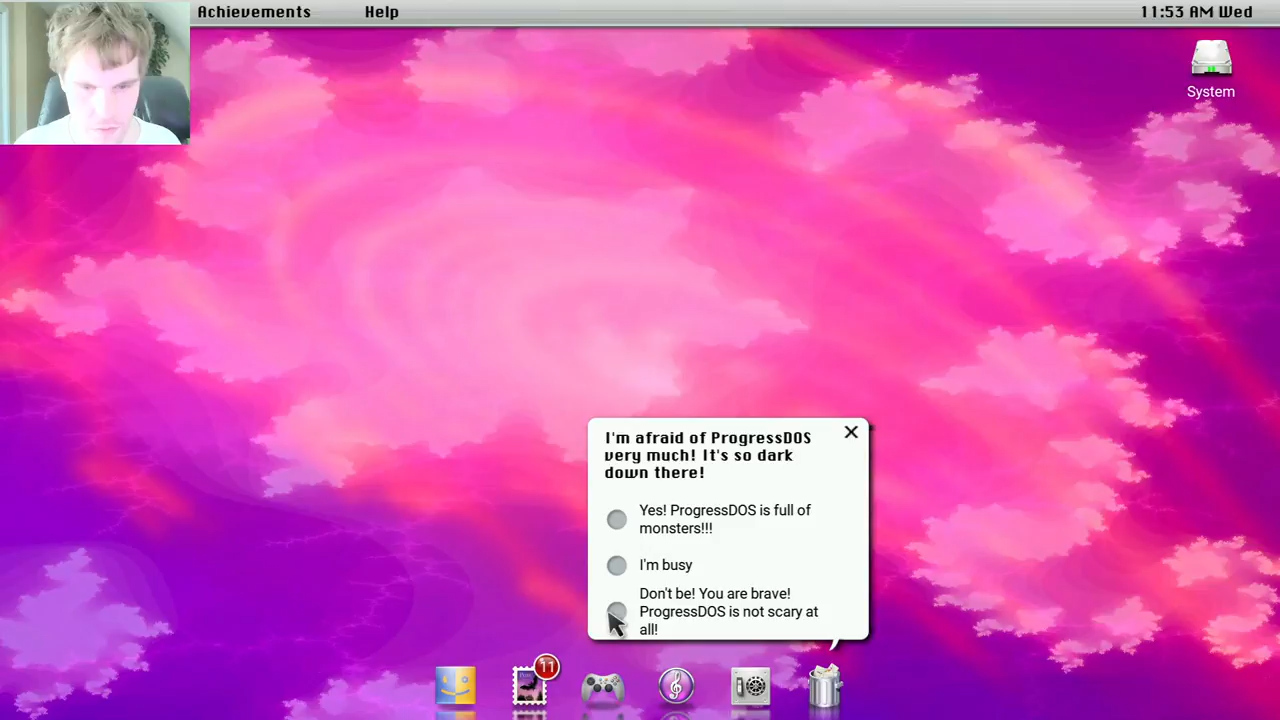 Achievements Help 11:53 AM Wed
System
I'm afraid of ProgressDOS
very much! It's so dark
down there!
Yes! ProgressDOS is full of
monsters!!!
I'm busy
Don't be! You are brave!
ProgressDOS is not scary at
all!
11